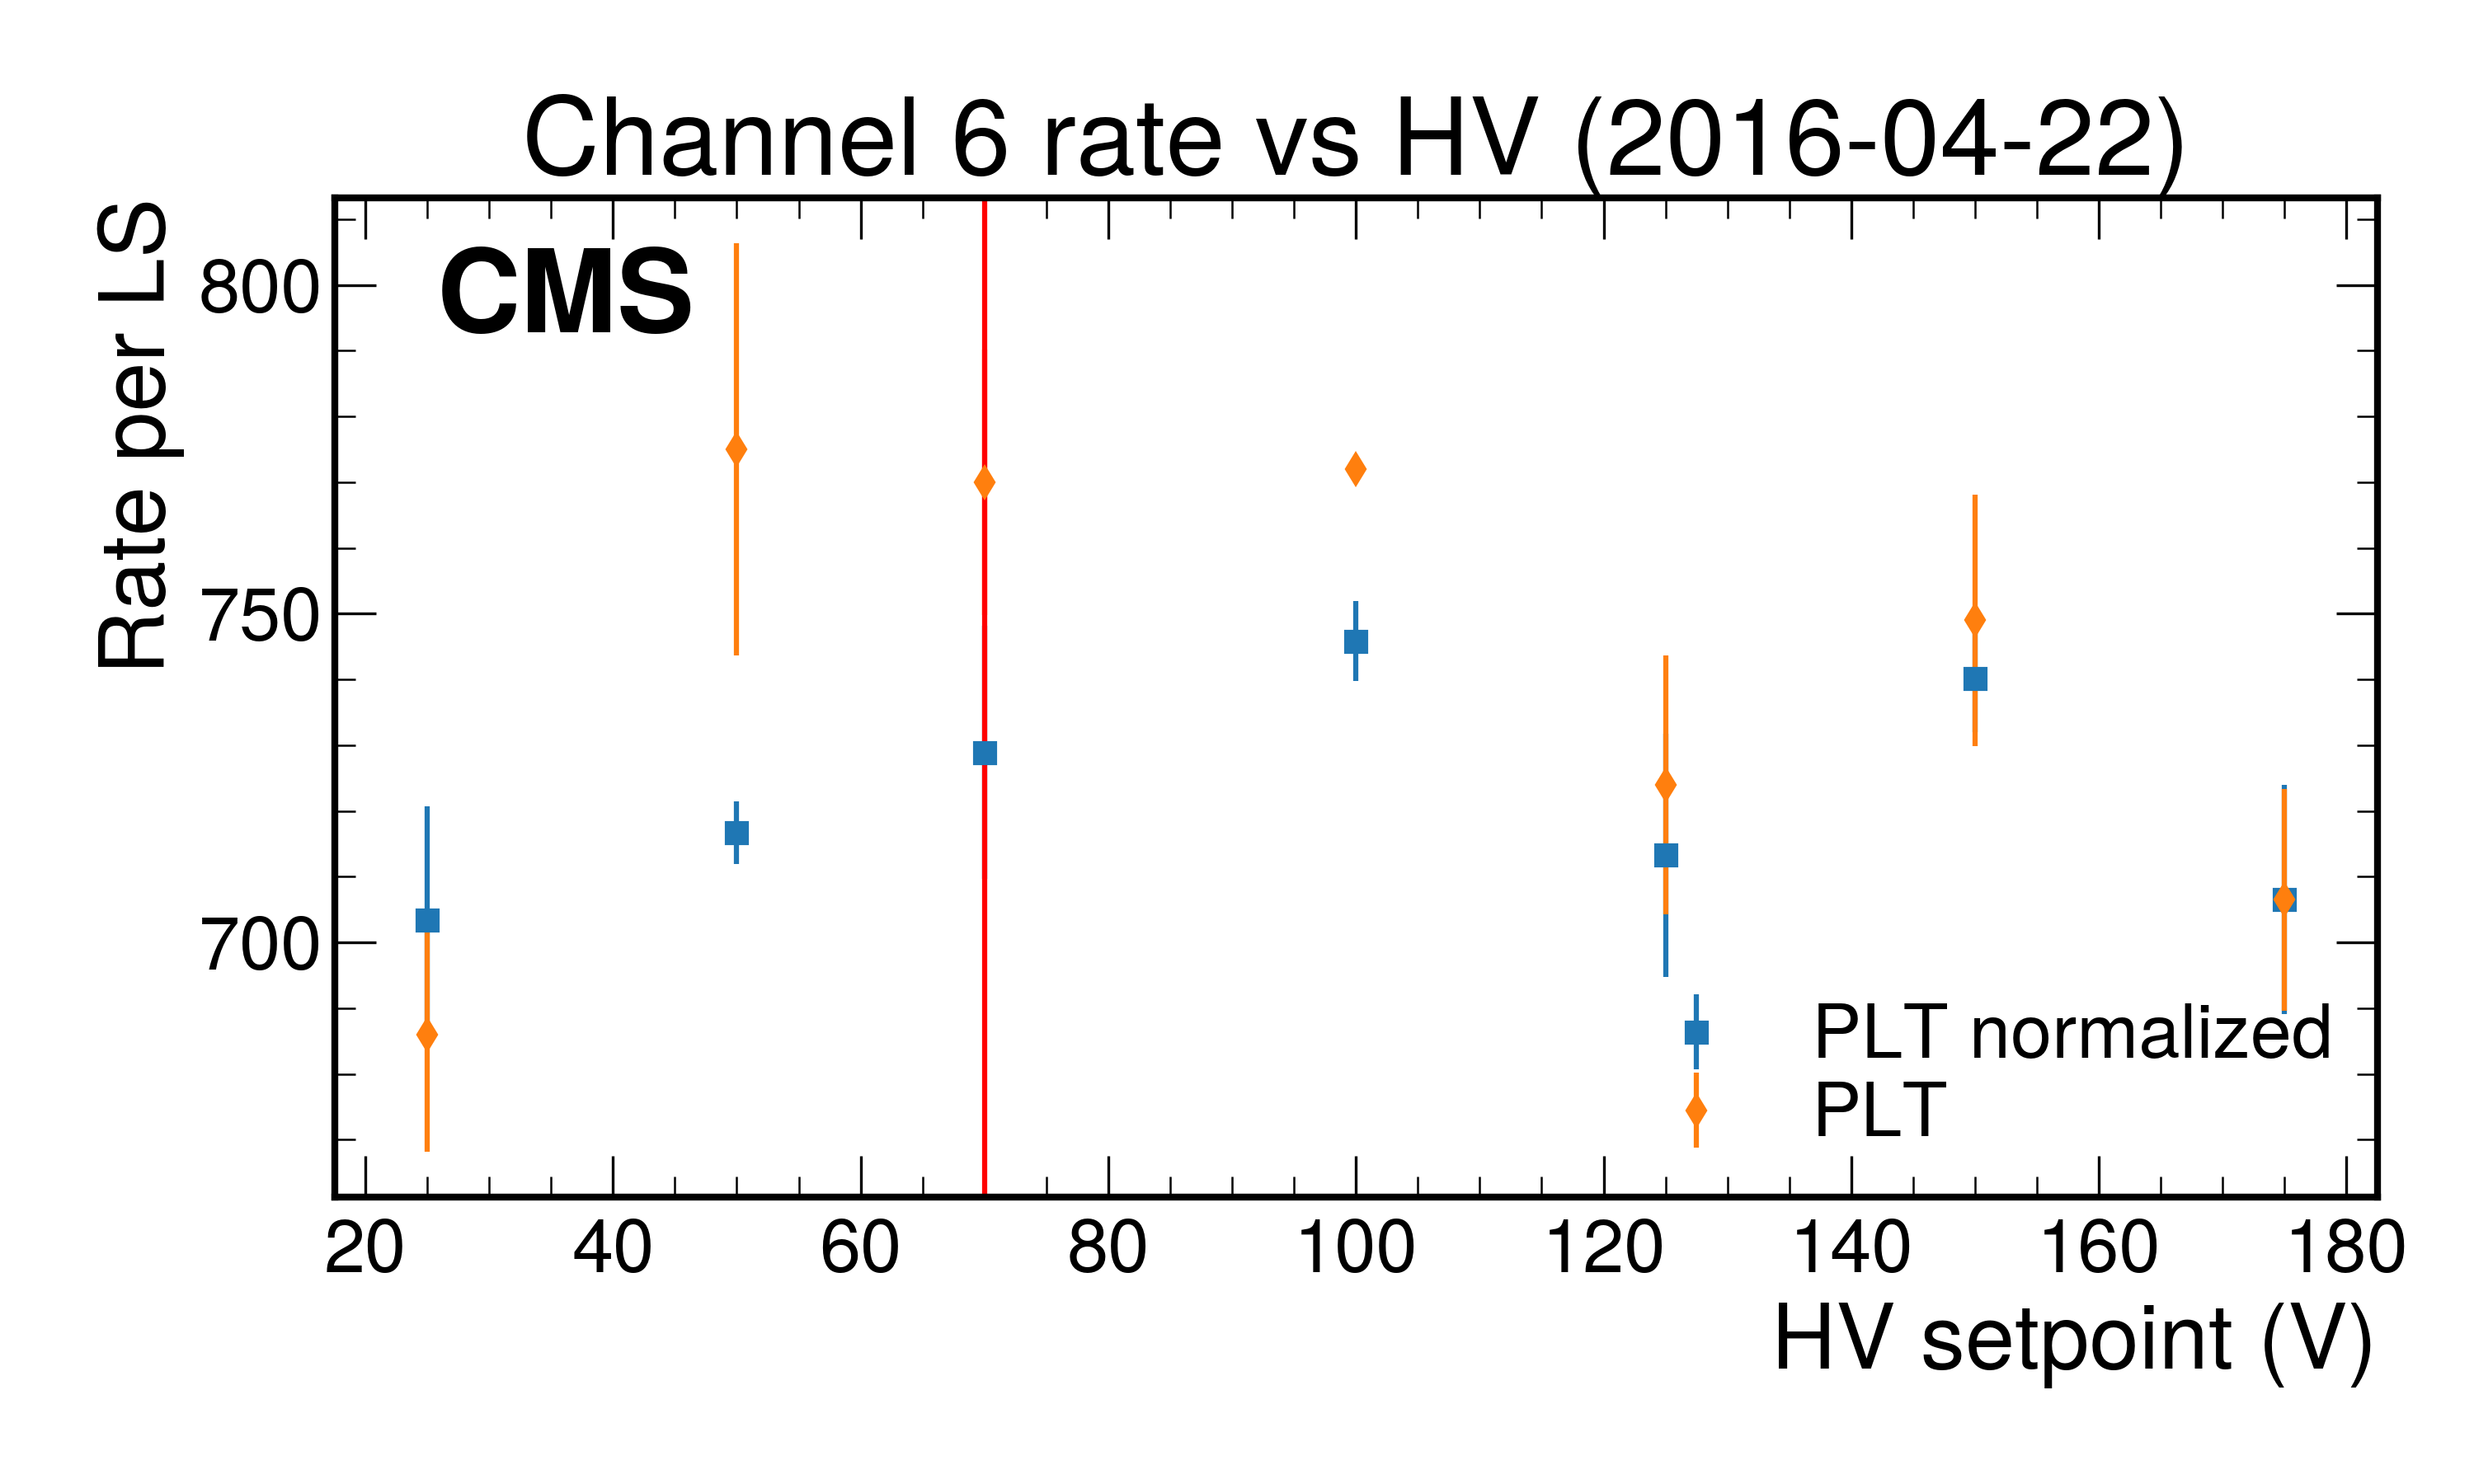 Channel 6 rate vs HV (2016-04-22)
CMS
Rate per LS
800
750
700
PLT normalized
PLT
20 40 60 80 100 120 140 160 180
HV setpoint (V)